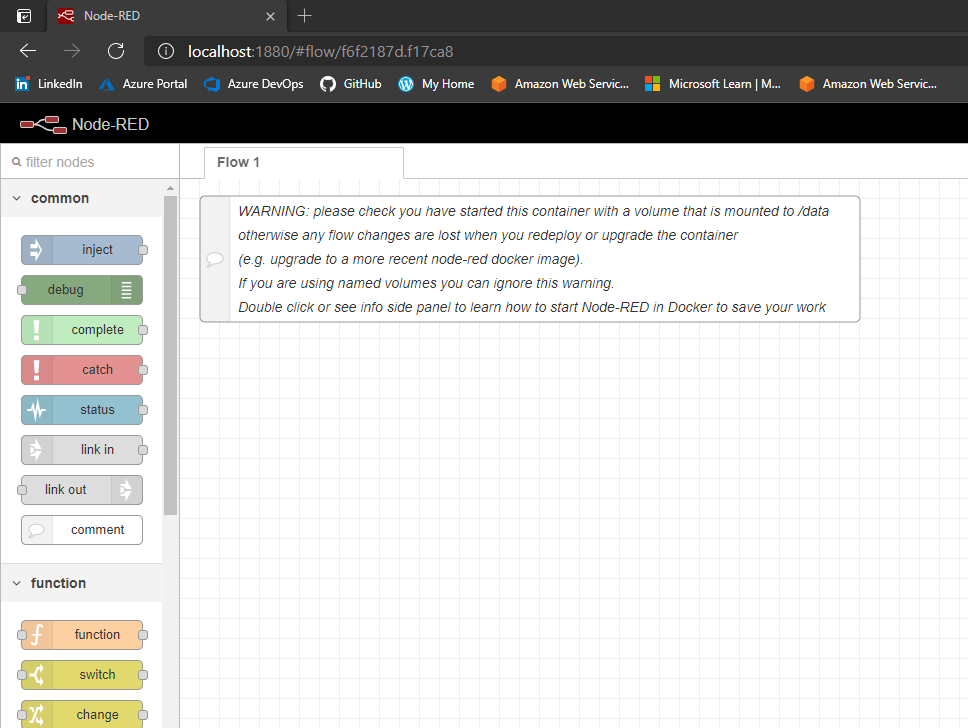 Node-RED
localhost:1880/#flow/f6f2187d.f17ca8
LinkedIn Azure Portal Azure DevOps GitHub My Home Amazon Web Servic... Microsoft Learn | M... Amazon Web Servic...
Node-RED
filter nodes
Flow 1
common
inject
debug
complete
catch
status
link in
link out
comment
function
function
switch
change
WARNING: please check you have started this container with a volume that is mounted to /data
otherwise any flow changes are lost when you redeploy or upgrade the container
(e.g. upgrade to a more recent node-red docker image).
If you are using named volumes you can ignore this warning.
Double click or see info side panel to learn how to start Node-RED in Docker to save your work